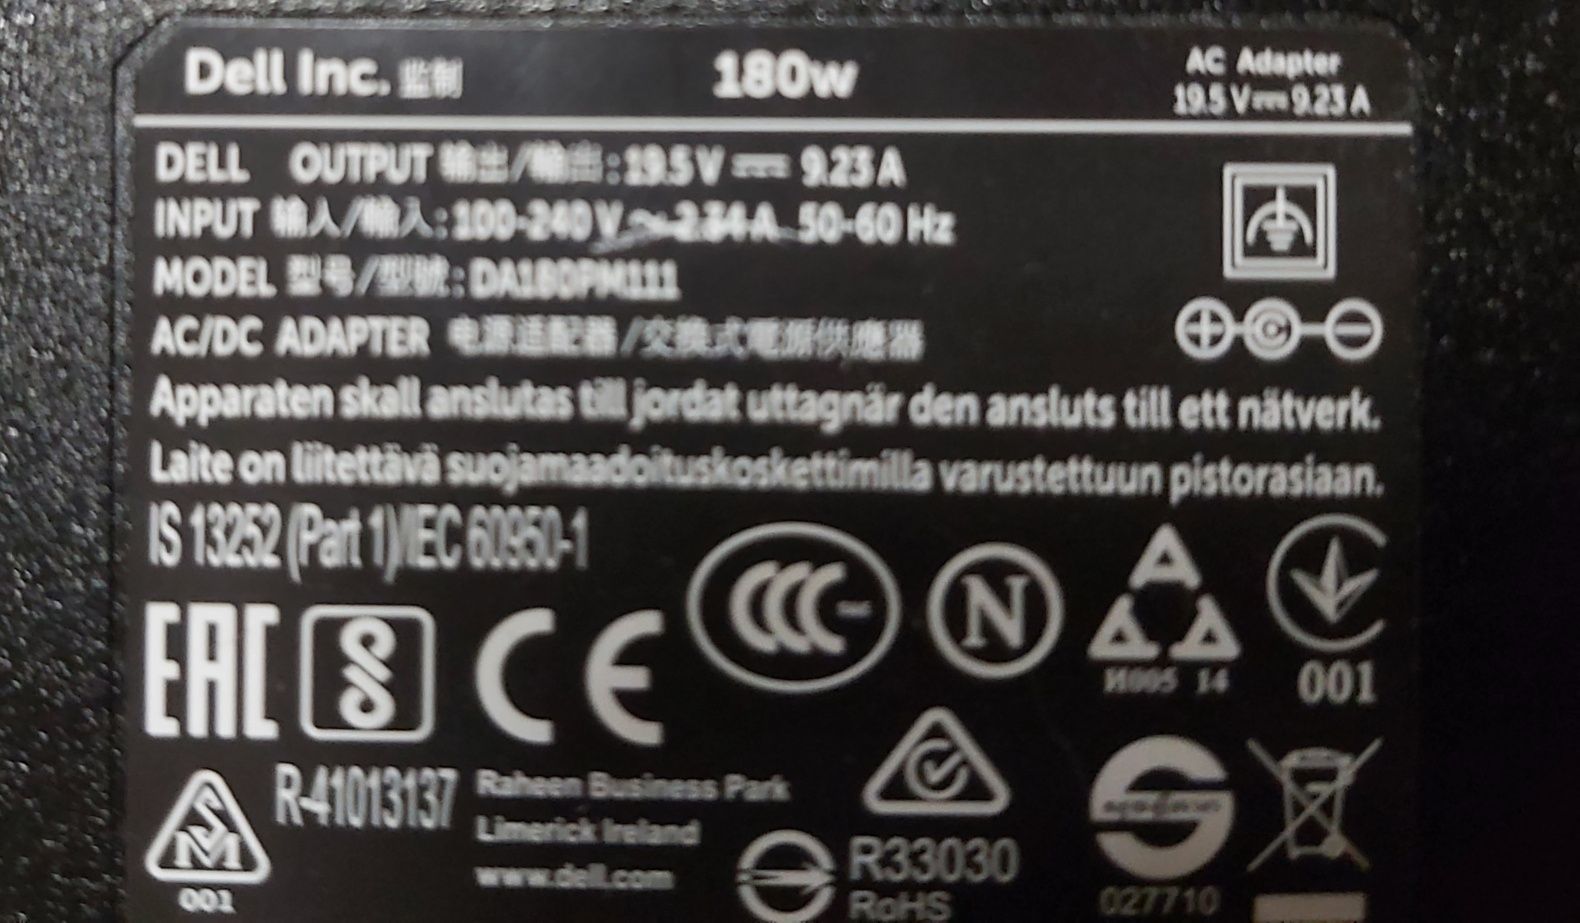 Dell Inc. 监制 180w AC Adapter
19.5 V⎓9.23 A
DELL OUTPUT 输出/輸出: 19.5 V ⎓ 9.23 A
INPUT 输入/輸入: 100-240 V ~ 2.34 A 50-60 Hz
MODEL 型号/型號: DA180PM111
AC/DC ADAPTER 电源适配器/交換式電源供應器
Apparaten skall anslutas till jordat uttagnär den ansluts till ett nätverk.
Laite on liitettävä suojamaadoituskoskettimilla varustettuun pistorasiaan.
IS 13252 (Part 1)/IEC 60950-1
EAC S CE CCC N
И005 14
001
R-41013137
Raheen Business Park
Limerick Ireland
www.dell.com
001
R33030
RoHS
027710